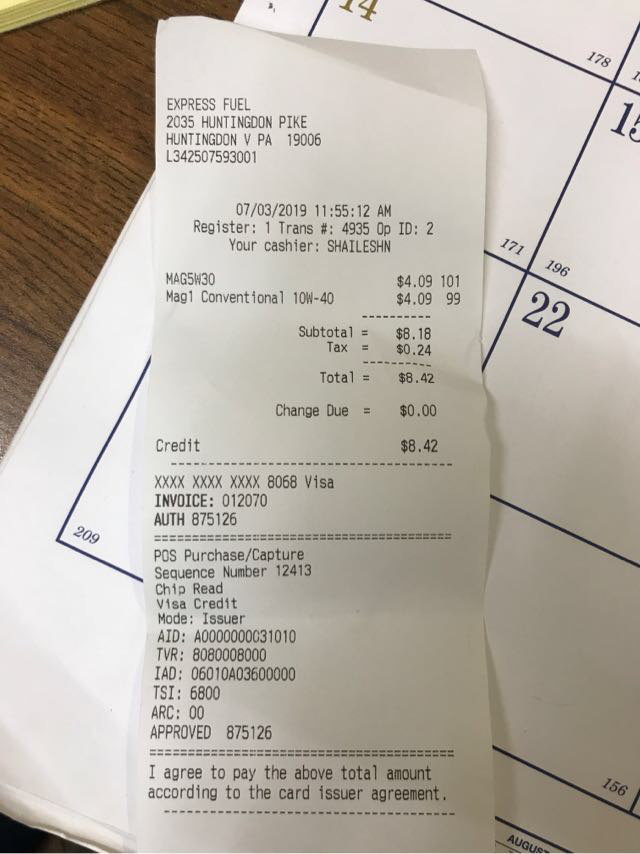 EXPRESS FUEL
2035 HUNTINGDON PIKE
HUNTINGDON V PA 19006
L342507593001
07/03/2019 11:55:12 AM
Register: 1 Trans #: 4935 Op ID: 2
Your cashier: SHAILESHN
MAG5W30 $4.09 101
Mag1 Conventional 10W-40 $4.09 99
----------
Subtotal = $8.18
Tax = $0.24
----------
Total = $8.42
Change Due = $0.00
Credit $8.42
------------------------------
XXXX XXXX XXXX 8068 Visa
INVOICE: 012070
AUTH 875126
======================================
POS Purchase/Capture
Sequence Number 12413
Chip Read
Visa Credit
Mode: Issuer
AID: A0000000031010
TVR: 8080008000
IAD: 06010A03600000
TSI: 6800
ARC: 00
APPROVED 875126
======================================
I agree to pay the above total amount
according to the card issuer agreement.
------------------------------
14
178
15
171
196
22
209
156
AUGUST